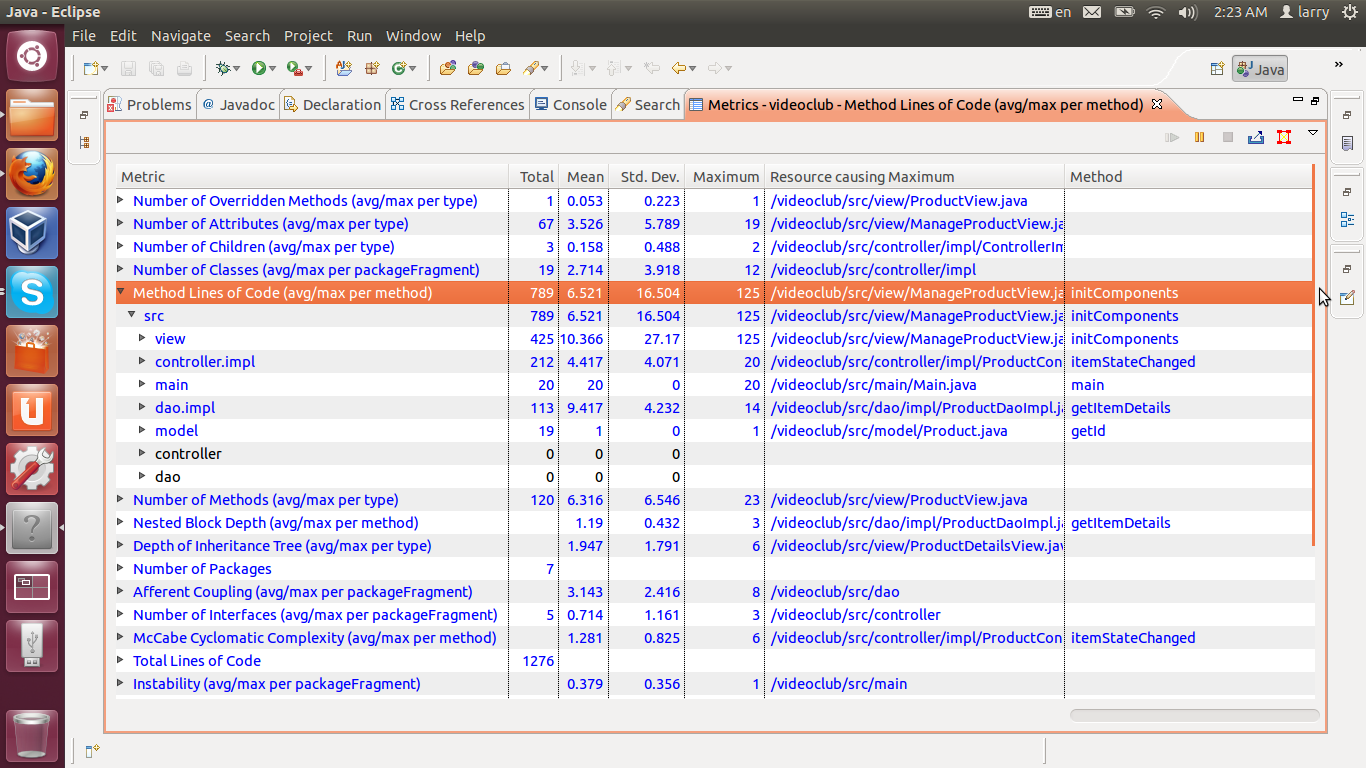 Java - Eclipse en 2:23 AM larry
File Edit Navigate Search Project Run Window Help
Java »
Problems @ Javadoc Declaration Cross References Console Search Metrics - videoclub - Method Lines of Code (avg/max per method)
Metric Total Mean Std. Dev. Maximum Resource causing Maximum Method
Number of Overridden Methods (avg/max per type) 1 0.053 0.223 1 /videoclub/src/view/ProductView.java
Number of Attributes (avg/max per type) 67 3.526 5.789 19 /videoclub/src/view/ManageProductView.ja
Number of Children (avg/max per type) 3 0.158 0.488 2 /videoclub/src/controller/impl/ControllerIm
Number of Classes (avg/max per packageFragment) 19 2.714 3.918 12 /videoclub/src/controller/impl
Method Lines of Code (avg/max per method) 789 6.521 16.504 125 /videoclub/src/view/ManageProductView.ja initComponents
src 789 6.521 16.504 125 /videoclub/src/view/ManageProductView.ja initComponents
view 425 10.366 27.17 125 /videoclub/src/view/ManageProductView.ja initComponents
controller.impl 212 4.417 4.071 20 /videoclub/src/controller/impl/ProductCon itemStateChanged
main 20 20 0 20 /videoclub/src/main/Main.java main
dao.impl 113 9.417 4.232 14 /videoclub/src/dao/impl/ProductDaoImpl.ja getItemDetails
model 19 1 0 1 /videoclub/src/model/Product.java getId
controller 0 0 0
dao 0 0 0
Number of Methods (avg/max per type) 120 6.316 6.546 23 /videoclub/src/view/ProductView.java
Nested Block Depth (avg/max per method) 1.19 0.432 3 /videoclub/src/dao/impl/ProductDaoImpl.ja getItemDetails
Depth of Inheritance Tree (avg/max per type) 1.947 1.791 6 /videoclub/src/view/ProductDetailsView.jav
Number of Packages 7
Afferent Coupling (avg/max per packageFragment) 3.143 2.416 8 /videoclub/src/dao
Number of Interfaces (avg/max per packageFragment) 5 0.714 1.161 3 /videoclub/src/controller
McCabe Cyclomatic Complexity (avg/max per method) 1.281 0.825 6 /videoclub/src/controller/impl/ProductCon itemStateChanged
Total Lines of Code 1276
Instability (avg/max per packageFragment) 0.379 0.356 1 /videoclub/src/main